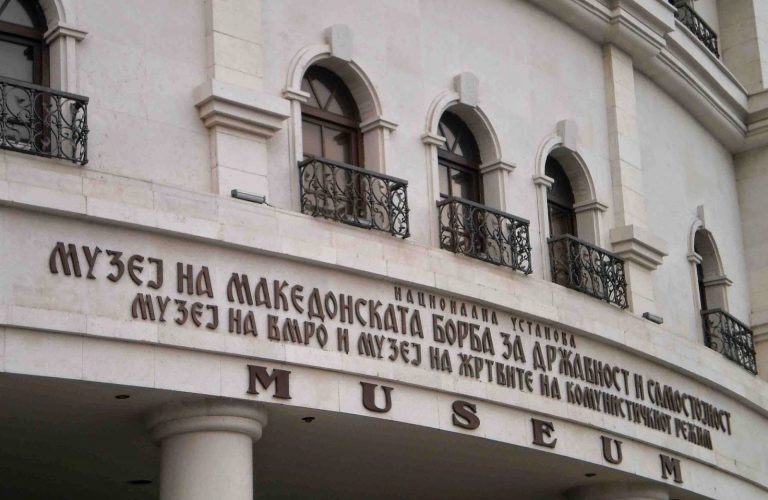 НАЦИОНАЛНА УСТАНОВА
МУЗЕЈ НА МАКЕДОНСКАТА БОРБА ЗА ДРЖАВНОСТ И САМОСТОЈНОСТ
МУЗЕЈ НА ВМРО И МУЗЕЈ НА ЖРТВИТЕ НА КОМУНИСТИЧКИОТ РЕЖИМ
MUSEUM